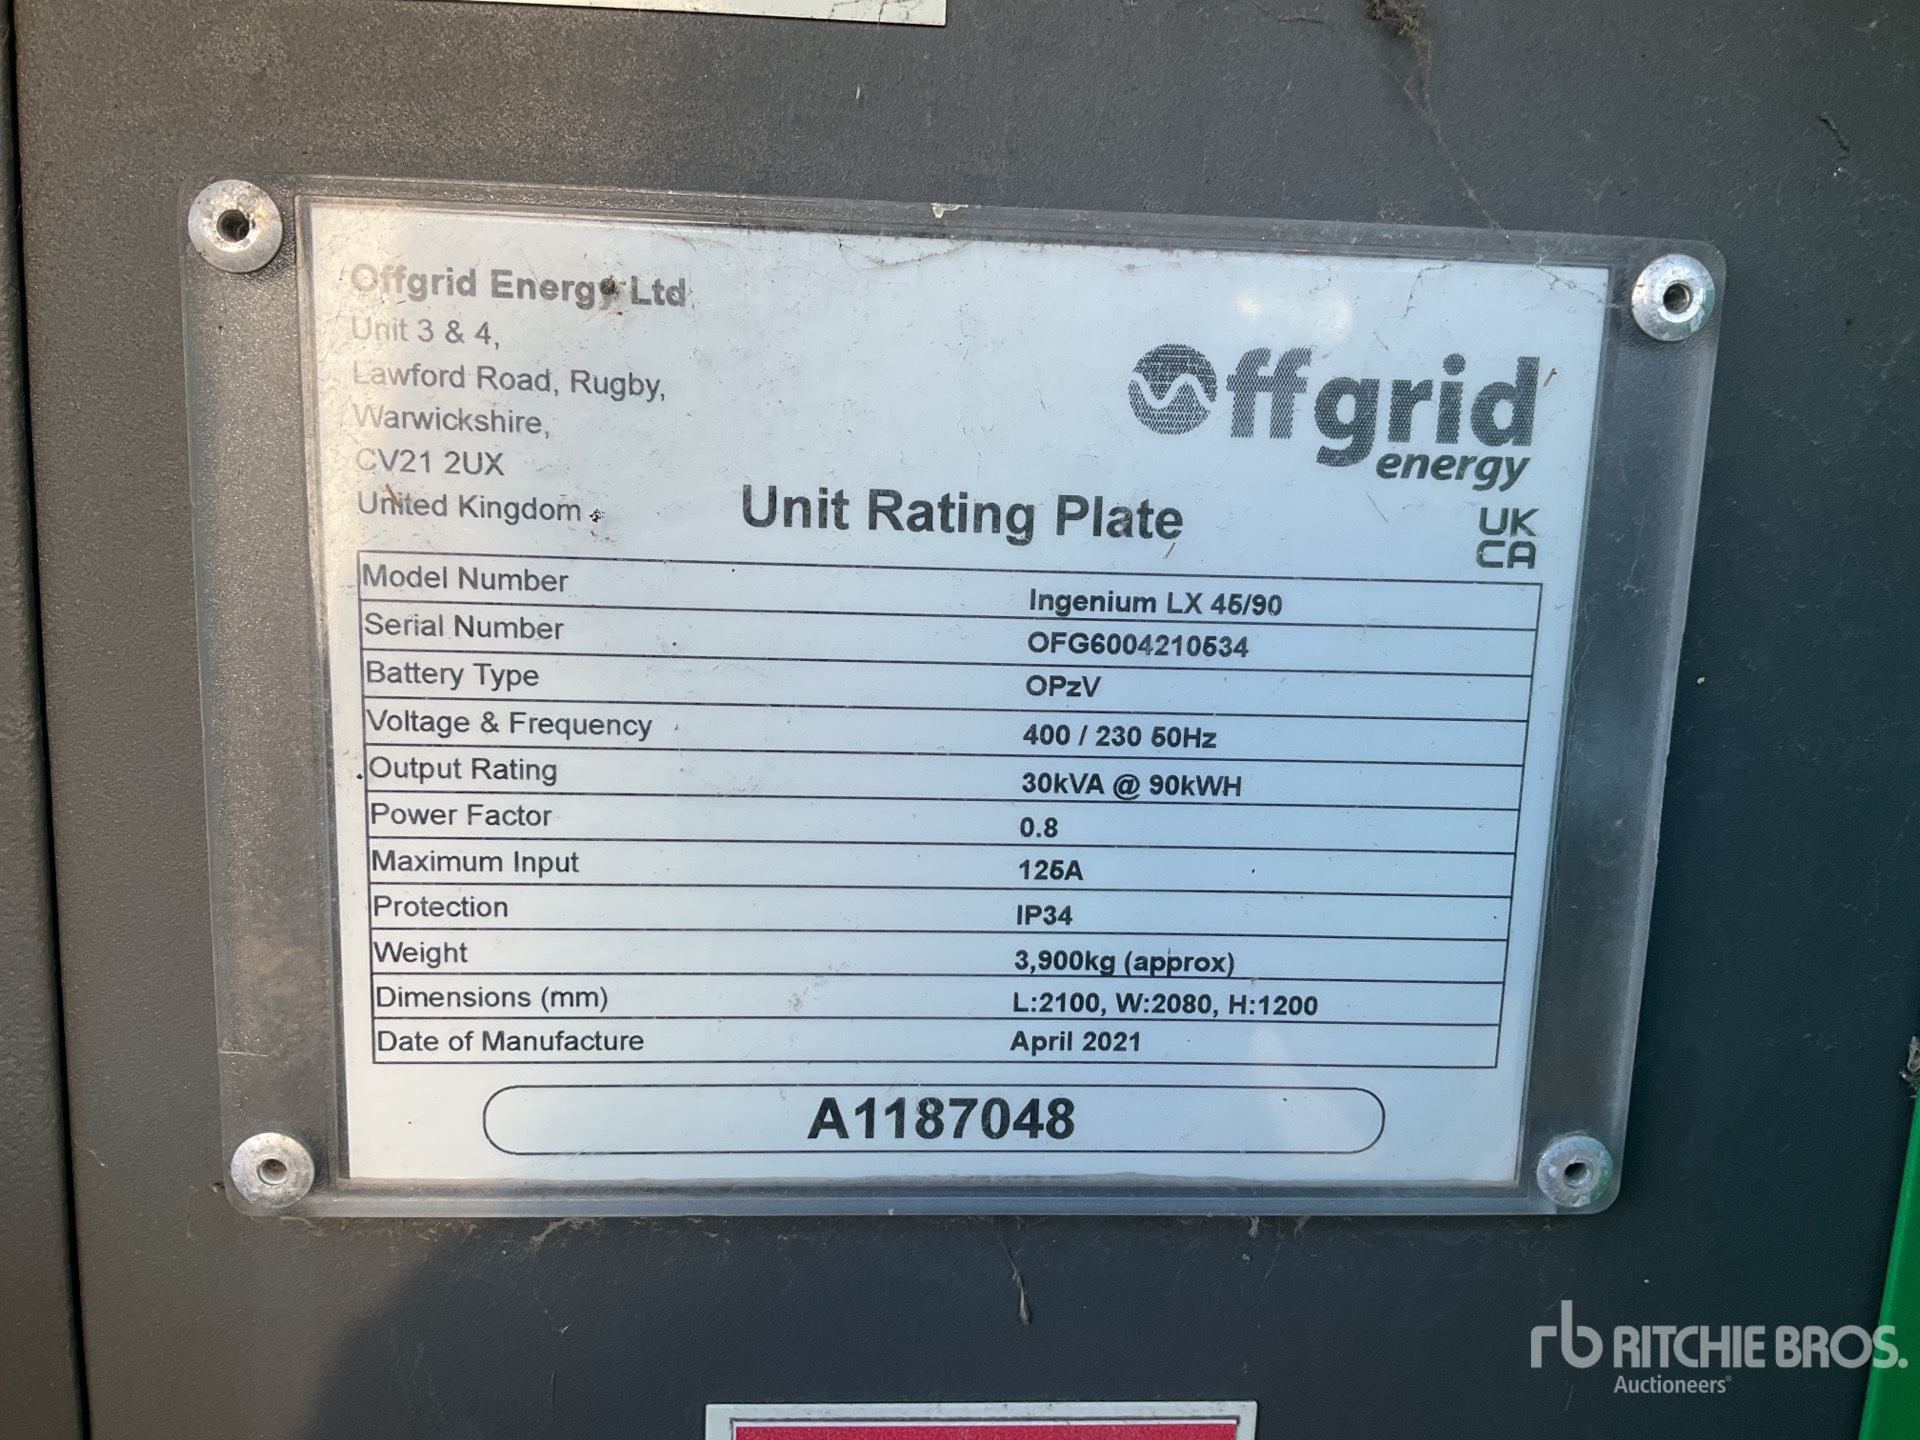 Offgrid Energy Ltd
Unit 3 & 4,
Lawford Road, Rugby,
Warwickshire,
CV21 2UX
United Kingdom
Offgrid
energy
Unit Rating Plate
UK
CA
Model Number Ingenium LX 45/90
Serial Number OFG6004210534
Battery Type OPzV
Voltage & Frequency 400 / 230 50Hz
Output Rating 30kVA @ 90kWH
Power Factor 0.8
Maximum Input 125A
Protection IP34
Weight 3,900kg (approx)
Dimensions (mm) L:2100, W:2080, H:1200
Date of Manufacture April 2021
A1187048
rb RITCHIE BROS.
Auctioneers